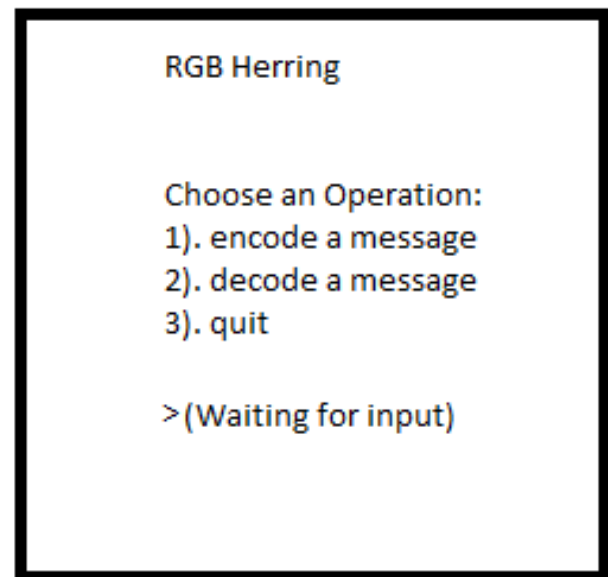 RGB Herring
Choose an Operation:
1). encode a message
2). decode a message
3). quit
>(Waiting for input)